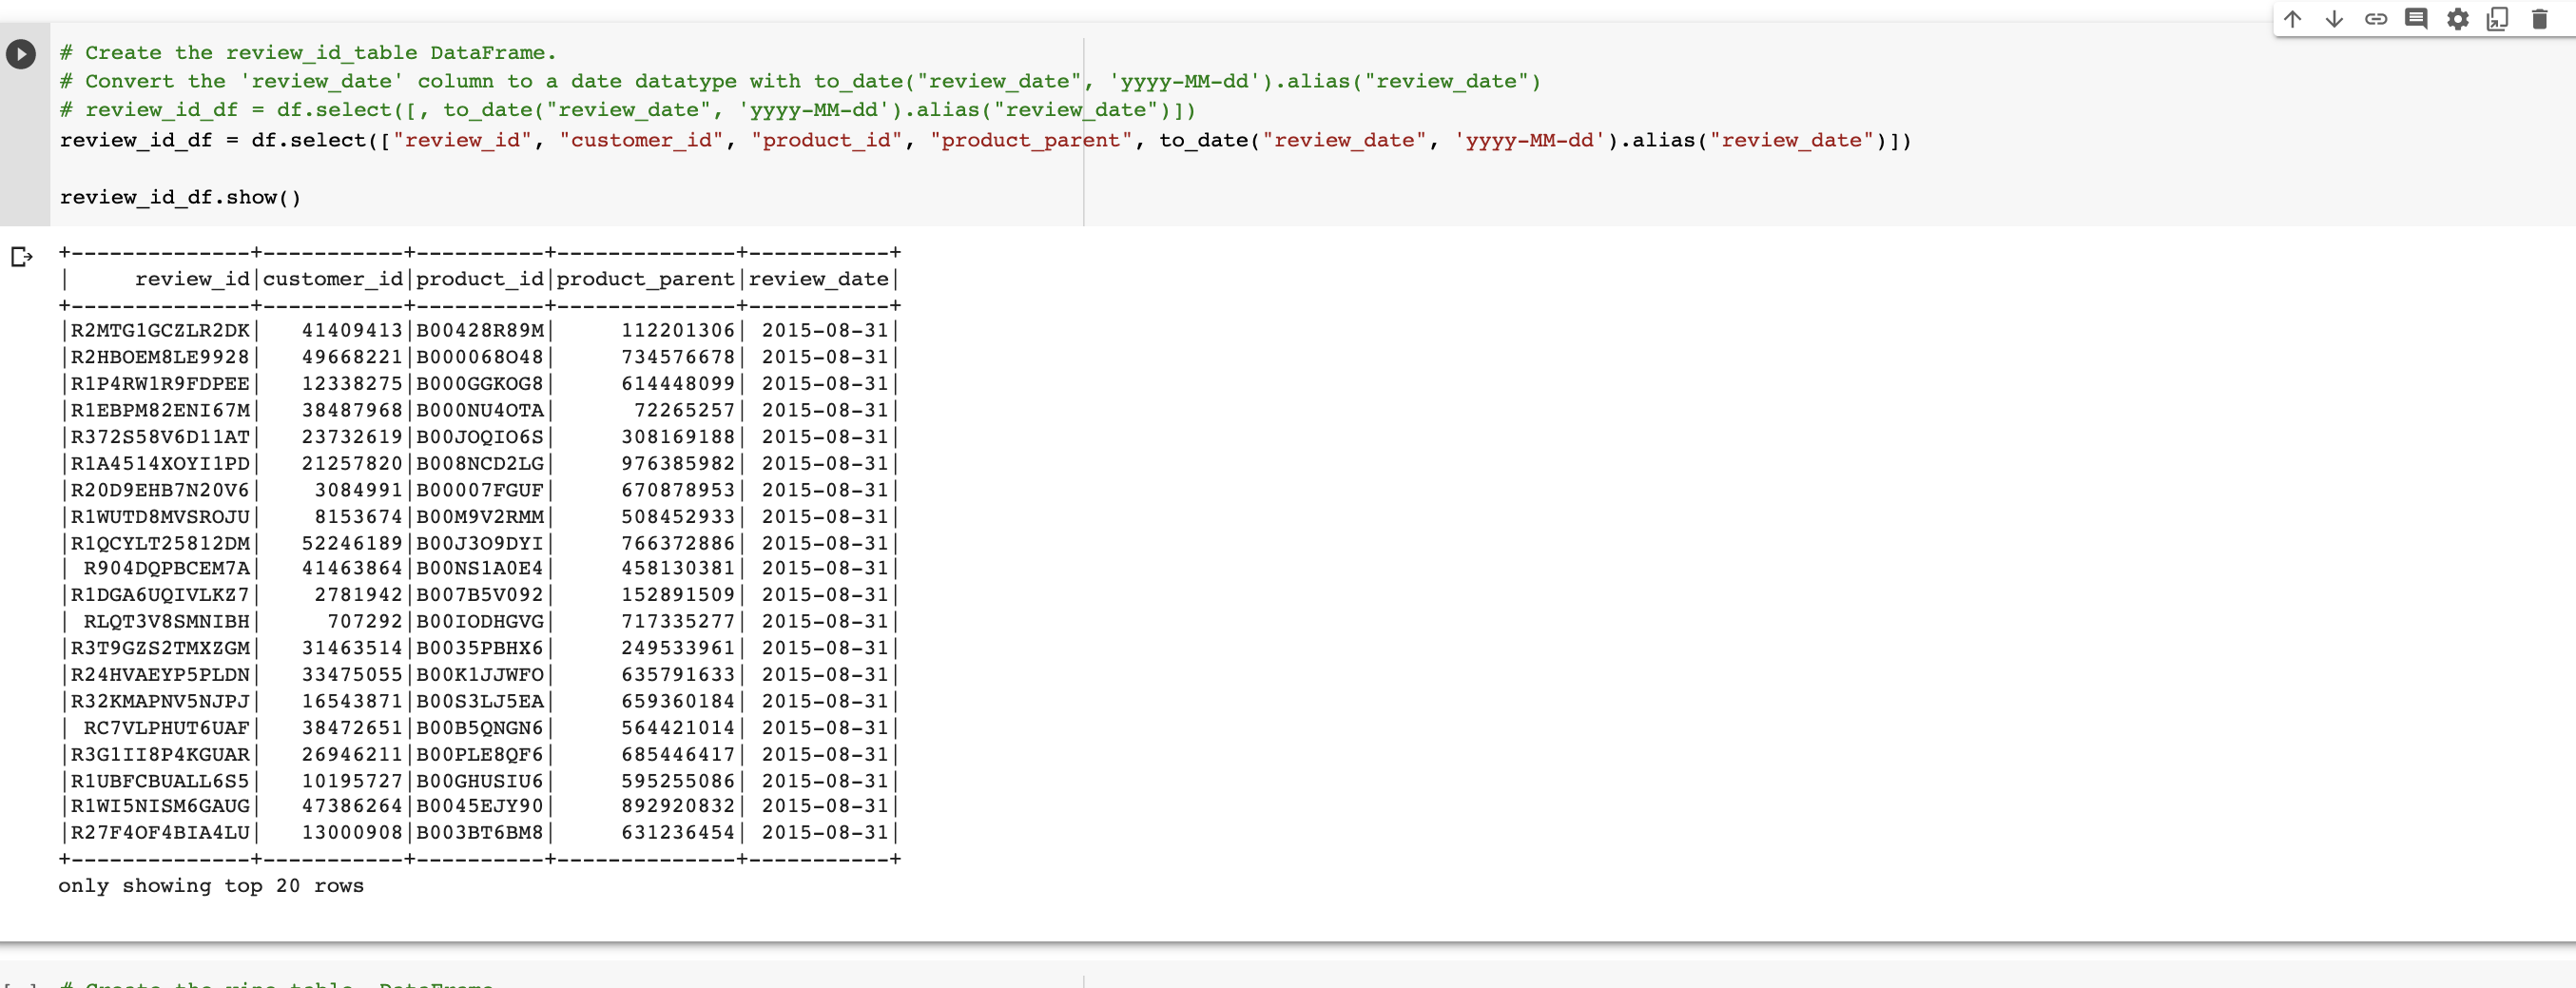 # Create the review_id_table DataFrame.
# Convert the 'review_date' column to a date datatype with to_date("review_date", 'yyyy-MM-dd').alias("review_date")
# review_id_df = df.select([, to_date("review_date", 'yyyy-MM-dd').alias("review_date")])
review_id_df = df.select(["review_id", "customer_id", "product_id", "product_parent", to_date("review_date", 'yyyy-MM-dd').alias("review_date")])
review_id_df.show()
+--------------+-----------+----------+--------------+-----------+
|     review_id|customer_id|product_id|product_parent|review_date|
+--------------+-----------+----------+--------------+-----------+
|R2MTG1GCZLR2DK|   41409413|B00428R89M|     112201306| 2015-08-31|
|R2HBOEM8LE9928|   49668221|B000068O48|     734576678| 2015-08-31|
|R1P4RW1R9FDPEE|   12338275|B000GGKOG8|     614448099| 2015-08-31|
|R1EBPM82ENI67M|   38487968|B000NU4OTA|      72265257| 2015-08-31|
|R372S58V6D11AT|   23732619|B00JOQIO6S|     308169188| 2015-08-31|
|R1A4514XOYI1PD|   21257820|B008NCD2LG|     976385982| 2015-08-31|
|R20D9EHB7N20V6|    3084991|B00007FGUF|     670878953| 2015-08-31|
|R1WUTD8MVSROJU|    8153674|B00M9V2RMM|     508452933| 2015-08-31|
|R1QCYLT25812DM|   52246189|B00J3O9DYI|     766372886| 2015-08-31|
| R904DQPBCEM7A|   41463864|B00NS1A0E4|     458130381| 2015-08-31|
|R1DGA6UQIVLKZ7|    2781942|B007B5V092|     152891509| 2015-08-31|
| RLQT3V8SMNIBH|     707292|B00IODHGVG|     717335277| 2015-08-31|
|R3T9GZS2TMXZGM|   31463514|B0035PBHX6|     249533961| 2015-08-31|
|R24HVAEYP5PLDN|   33475055|B00K1JJWFO|     635791633| 2015-08-31|
|R32KMAPNV5NJPJ|   16543871|B00S3LJ5EA|     659360184| 2015-08-31|
| RC7VLPHUT6UAF|   38472651|B00B5QNGN6|     564421014| 2015-08-31|
|R3G1II8P4KGUAR|   26946211|B00PLE8QF6|     685446417| 2015-08-31|
|R1UBFCBUALL6S5|   10195727|B00GHUSIU6|     595255086| 2015-08-31|
|R1WI5NISM6GAUG|   47386264|B0045EJY90|     892920832| 2015-08-31|
|R27F4OF4BIA4LU|   13000908|B003BT6BM8|     631236454| 2015-08-31|
+--------------+-----------+----------+--------------+-----------+
only showing top 20 rows
# Create the vine_table. DataFrame